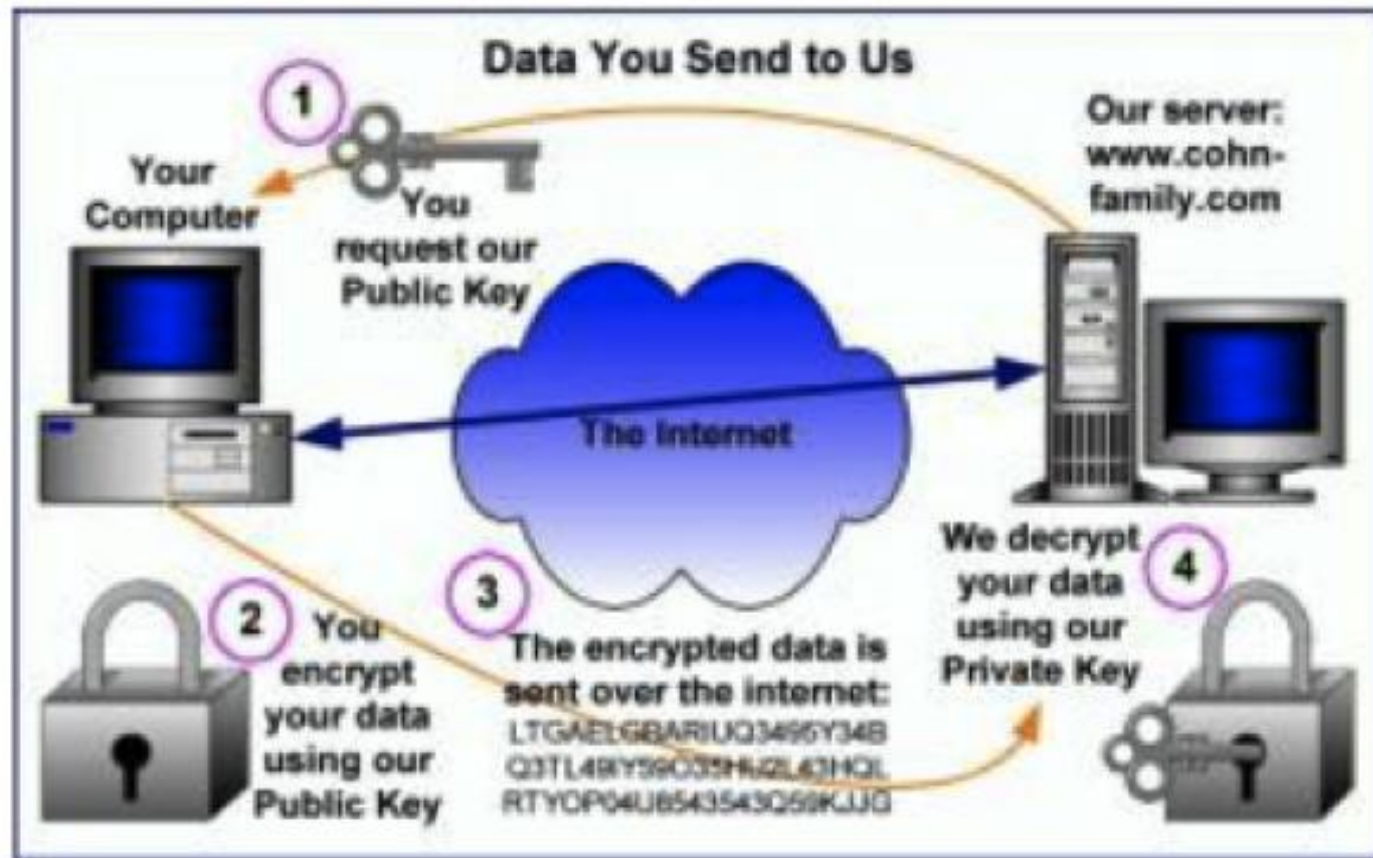 Data You Send to Us
1
Your
Computer
You
request our
Public Key
Our server:
www.cohn-
family.com
The Internet
2
You
encrypt
your data
using our
Public Key
3
The encrypted data is
sent over the internet:
LTGAELGBARIUQ3495Y34B
RTYOP04U8543543Q59KJJG
We decrypt
your data
using our
Private Key
4